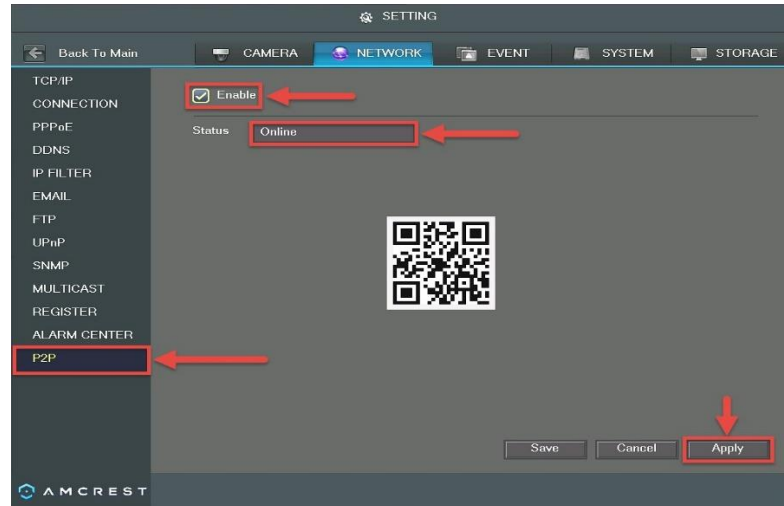 SETTING
Back To Main
CAMERA NETWORK EVENT SYSTEM STORAGE
TCP/IP
CONNECTION
PPPoE
DDNS
IP FILTER
EMAIL
FTP
UPnP
SNMP
MULTICAST
REGISTER
ALARM CENTER
P2P
Enable
Status Online
Save Cancel Apply
AMCREST